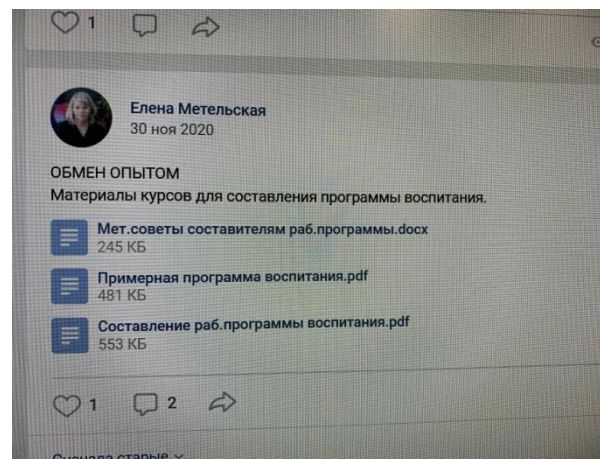 1
Елена Метельская
30 ноя 2020
ОБМЕН ОПЫТОМ
Материалы курсов для составления программы воспитания.
Мет.советы составителям раб.программы.docx
245 КБ
Примерная программа воспитания.pdf
481 КБ
Составление раб.программы воспитания.pdf
553 КБ
1 2
Сначала старые